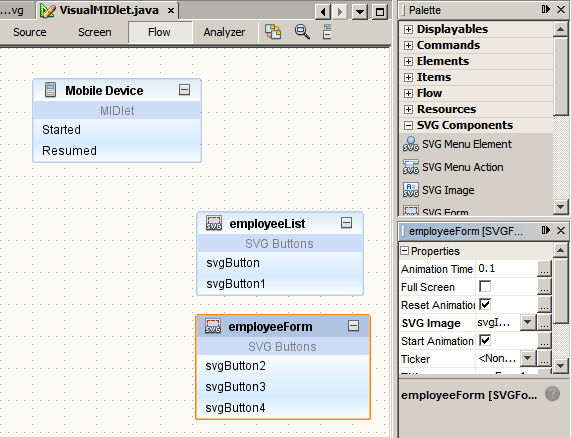 ...vg VisualMIDlet.java
Source Screen Flow Analyzer
Mobile Device
MIDlet
Started
Resumed
employeeList
SVG Buttons
svgButton
svgButton1
employeeForm
SVG Buttons
svgButton2
svgButton3
svgButton4
Palette
Displayables
Commands
Elements
Items
Flow
Resources
SVG Components
SVG Menu Element
SVG Menu Action
SVG Image
SVG Form
employeeForm [SVGF...
Properties
Animation Time 0.1 ...
Full Screen ...
Reset Animation ...
SVG Image svgI... ...
Start Animation ...
Ticker <Non... ...
employeeForm [SVGFo...